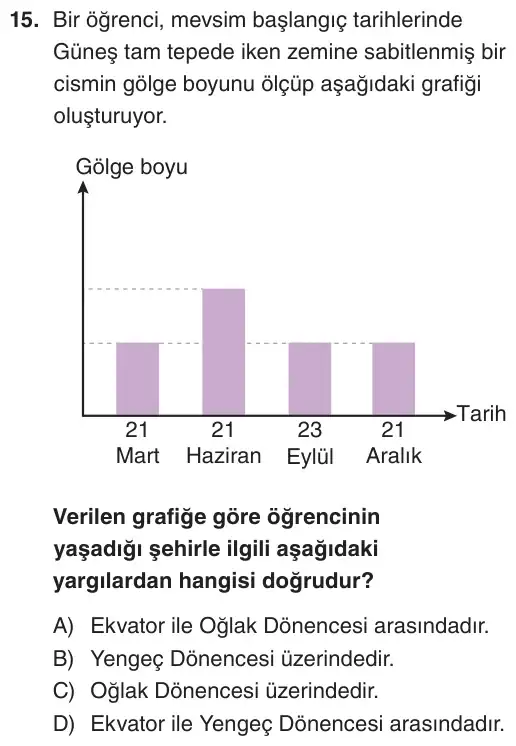 15. Bir öğrenci, mevsim başlangıç tarihlerinde
Güneş tam tepede iken zemine sabitlenmiş bir
cismin gölge boyunu ölçüp aşağıdaki grafiği
oluşturuyor.
Gölge boyu
Tarih
21 21 23 21
Mart Haziran Eylül Aralık
Verilen grafiğe göre öğrencinin
yaşadığı şehirle ilgili aşağıdaki
yargılardan hangisi doğrudur?
A) Ekvator ile Oğlak Dönencesi arasındadır.
B) Yengeç Dönencesi üzerindedir.
C) Oğlak Dönencesi üzerindedir.
D) Ekvator ile Yengeç Dönencesi arasındadır.